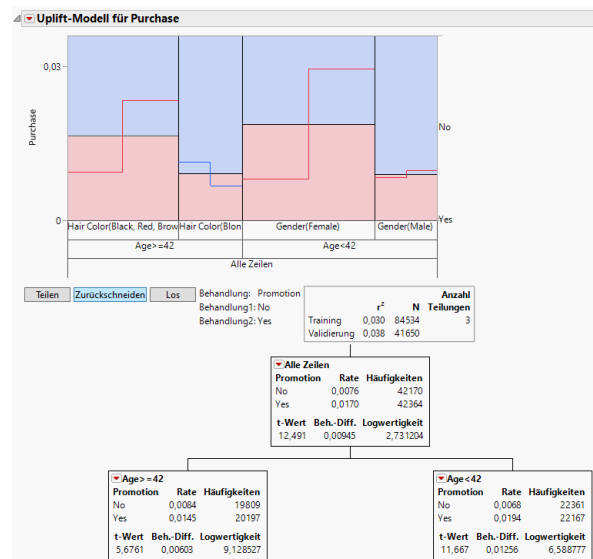 Uplift-Modell für Purchase
0,03
Purchase
No
0
Yes
Hair Color(Black, Red, Brow Hair Color(Blon Gender(Female) Gender(Male)
Age>=42 Age<42
Alle Zeilen
Teilen Zurückschneiden Los
Behandlung: Promotion
Behandlung1: No
Behandlung2: Yes
Anzahl
r² N Teilungen
Training 0,030 84534 3
Validierung 0,038 41650
Alle Zeilen
Promotion Rate Häufigkeiten
No 0,0076 42170
Yes 0,0170 42364
t-Wert Beh.-Diff. Logwertigkeit
12,491 0,00945 2,731204
Age>=42
Promotion Rate Häufigkeiten
No 0,0084 19809
Yes 0,0145 20197
t-Wert Beh.-Diff. Logwertigkeit
5,6761 0,00603 9,128527
Age<42
Promotion Rate Häufigkeiten
No 0,0068 22361
Yes 0,0194 22167
t-Wert Beh.-Diff. Logwertigkeit
11,667 0,01256 6,588777